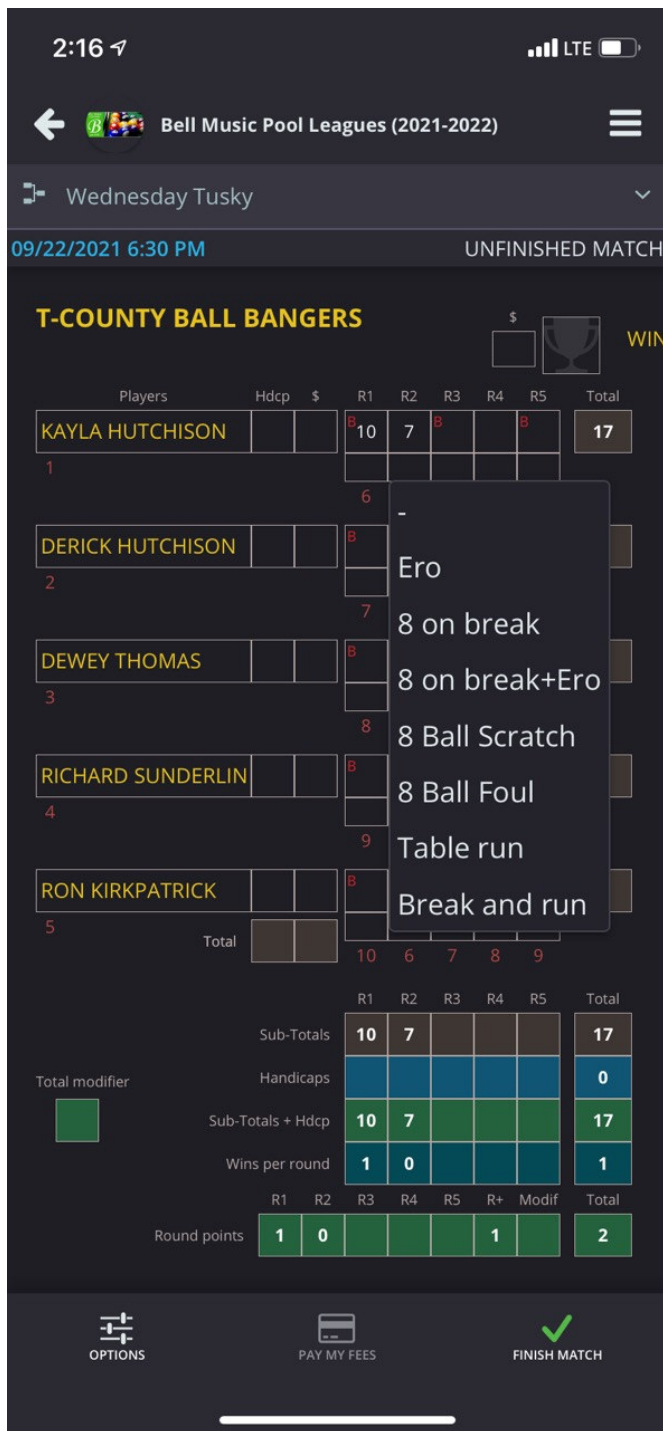 2:16 LTE
B Bell Music Pool Leagues (2021-2022)
Wednesday Tusky
09/22/2021 6:30 PM UNFINISHED MATCH
T-COUNTY BALL BANGERS
$
WIN
Players Hdcp $ R1 R2 R3 R4 R5 Total
KAYLA HUTCHISON B 10 7 B B 17
1
6
-
DERICK HUTCHISON B
Ero
2
7
8 on break
DEWEY THOMAS B
8 on break+Ero
3
8
8 Ball Scratch
RICHARD SUNDERLIN B
8 Ball Foul
4
9
Table run
RON KIRKPATRICK B
Break and run
5
Total
10 6 7 8 9
R1 R2 R3 R4 R5 Total
Sub-Totals 10 7 17
Total modifier Handicaps 0
Sub-Totals + Hdcp 10 7 17
Wins per round 1 0 1
R1 R2 R3 R4 R5 R+ Modif Total
Round points 1 0 1 2
OPTIONS PAY MY FEES FINISH MATCH